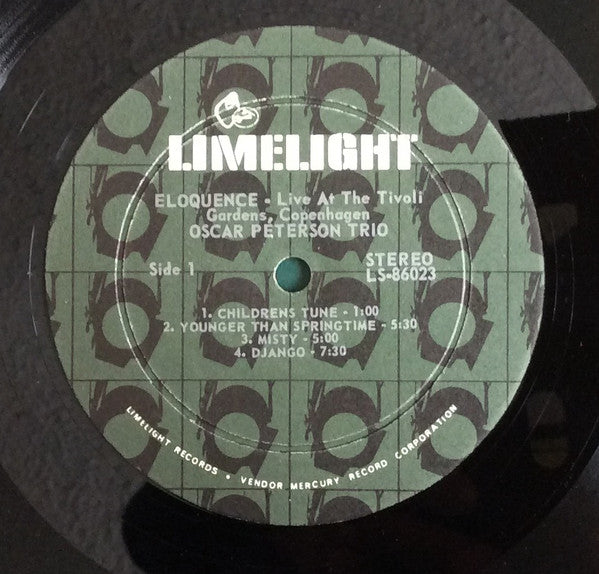 LIMELIGHT
ELOQUENCE • Live At The Tivoli
Gardens, Copenhagen
OSCAR PETERSON TRIO
Side 1
STEREO
LS-86023
1. CHILDRENS TUNE - 1:00
2. YOUNGER THAN SPRINGTIME - 5:30
3. MISTY - 5:00
4. DJANGO - 7:30
LIMELIGHT RECORDS • VENDOR MERCURY RECORD CORPORATION